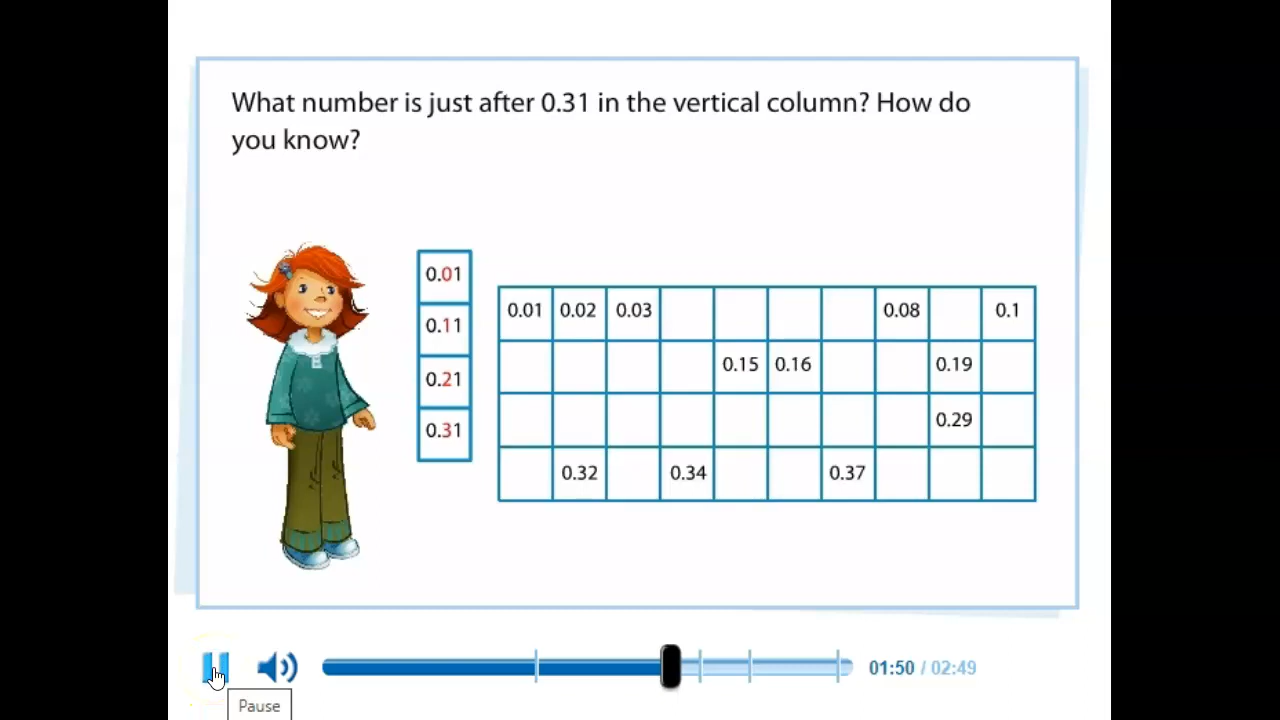 What number is just after 0.31 in the vertical column? How do
you know?
0.01
0.11
0.21
0.31
0.01 0.02 0.03 0.08 0.1
0.15 0.16 0.19
0.29
0.32 0.34 0.37
01:50 / 02:49
Pause